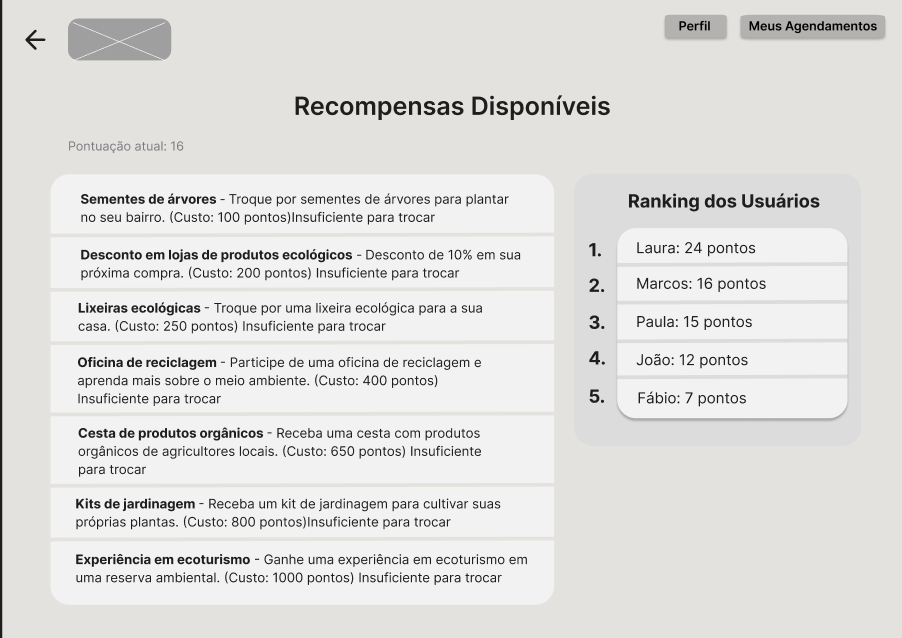 Perfil
Meus Agendamentos
Recompensas Disponíveis
Pontuação atual: 16
Sementes de árvores - Troque por sementes de árvores para plantar
no seu bairro. (Custo: 100 pontos)Insuficiente para trocar
Desconto em lojas de produtos ecológicos - Desconto de 10% em sua
próxima compra. (Custo: 200 pontos) Insuficiente para trocar
Lixeiras ecológicas - Troque por uma lixeira ecológica para a sua
casa. (Custo: 250 pontos) Insuficiente para trocar
Oficina de reciclagem - Participe de uma oficina de reciclagem e
aprenda mais sobre o meio ambiente. (Custo: 400 pontos)
Insuficiente para trocar
Cesta de produtos orgânicos - Receba uma cesta com produtos
orgânicos de agricultores locais. (Custo: 650 pontos) Insuficiente
para trocar
Kits de jardinagem - Receba um kit de jardinagem para cultivar suas
próprias plantas. (Custo: 800 pontos)Insuficiente para trocar
Experiência em ecoturismo - Ganhe uma experiência em ecoturismo em
uma reserva ambiental. (Custo: 1000 pontos) Insuficiente para trocar
Ranking dos Usuários
1. Laura: 24 pontos
2. Marcos: 16 pontos
3. Paula: 15 pontos
4. João: 12 pontos
5. Fábio: 7 pontos